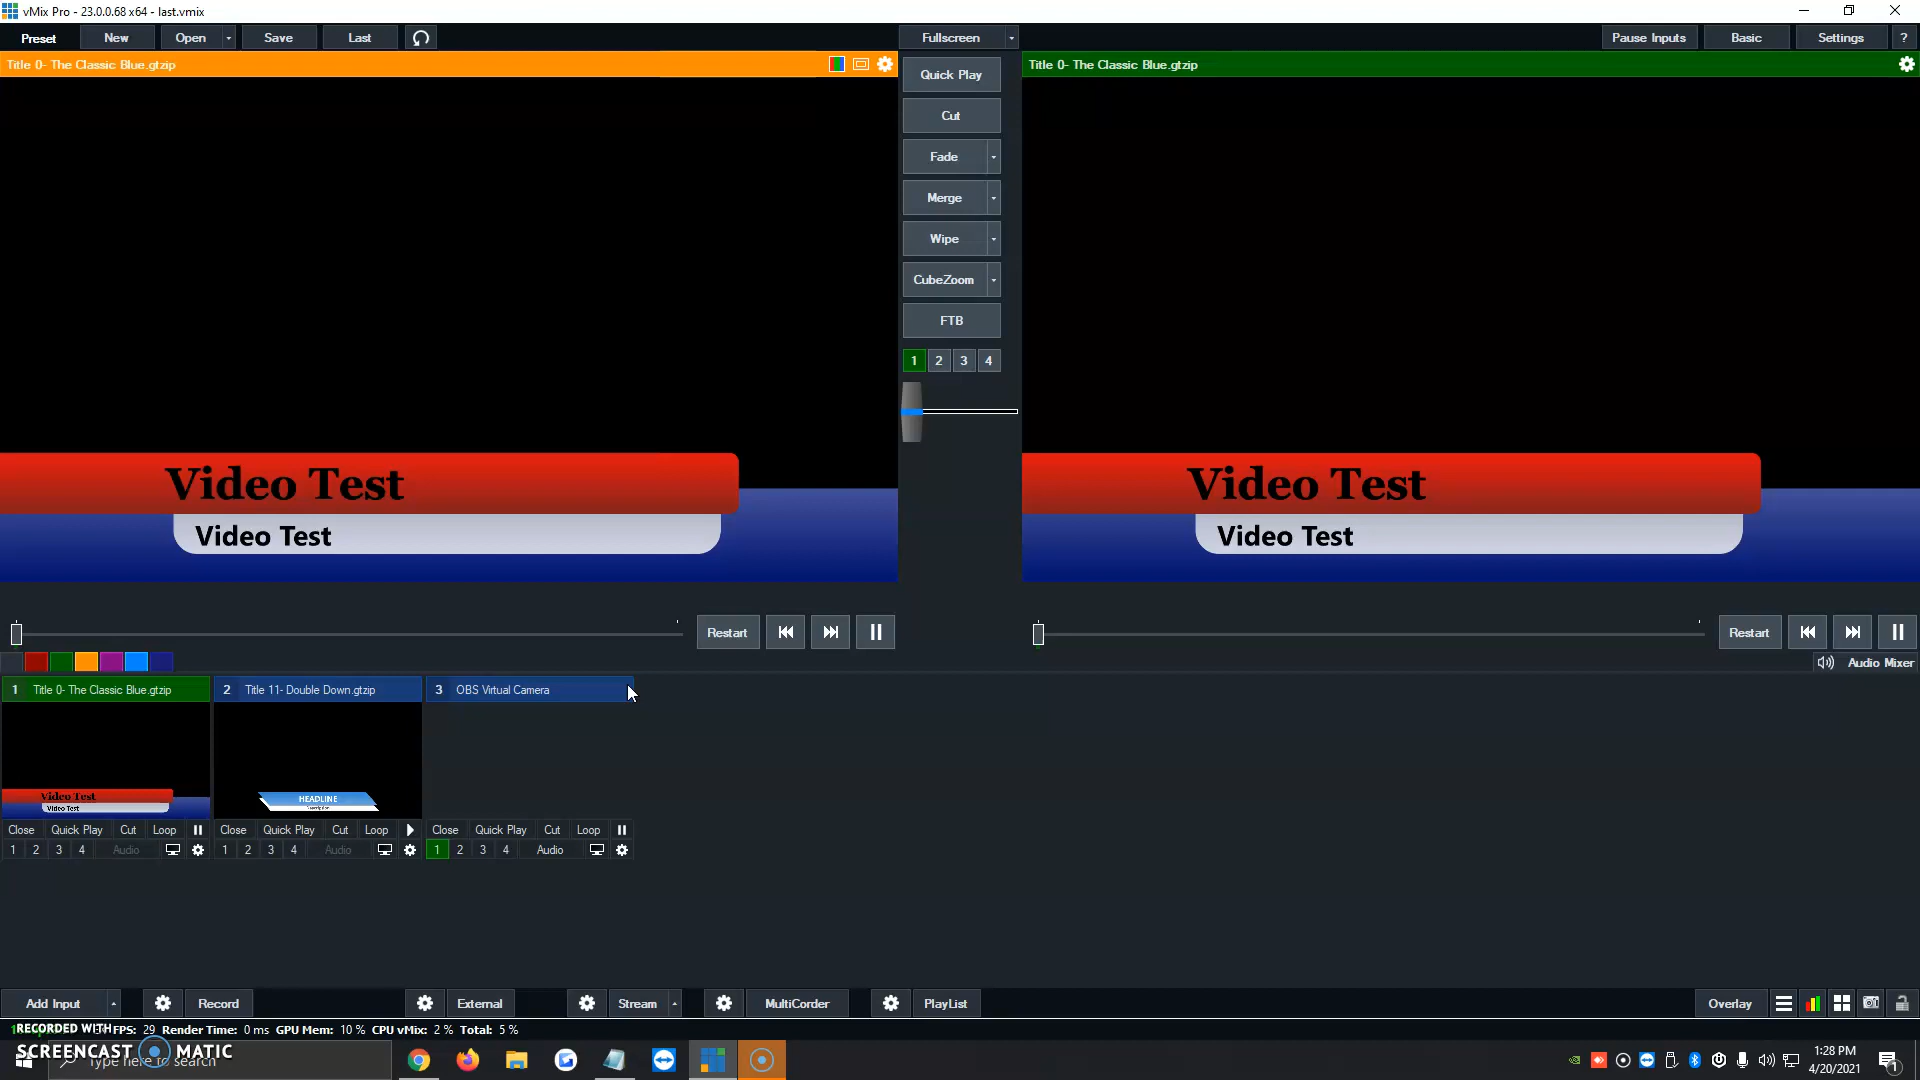 vMix Pro - 23.0.0.68 x64 - last.vmix
Preset New Open Save Last Fullscreen Pause Inputs Basic Settings ?
Title 0- The Classic Blue.gtzip
Title 0- The Classic Blue.gtzip
Quick Play
Cut
Fade
Merge
Wipe
CubeZoom
FTB
1 2 3 4
Video Test
Video Test
Video Test
Video Test
Restart
Restart
Audio Mixer
1 Title 0- The Classic Blue.gtzip
2 Title 11- Double Down.gtzip
3 OBS Virtual Camera
Video Test
Video Test
HEADLINE
Close Quick Play Cut Loop
Close Quick Play Cut Loop
Close Quick Play Cut Loop
1 2 3 4 Audio
1 2 3 4 Audio
1 2 3 4 Audio
Add Input Record External Stream MultiCorder PlayList Overlay
FPS: 29 Render Time: 0 ms GPU Mem: 10 % CPU vMix: 2 % Total: 5 %
RECORDED WITH
SCREENCAST MATIC
Type here to search
1:28 PM
4/20/2021
1